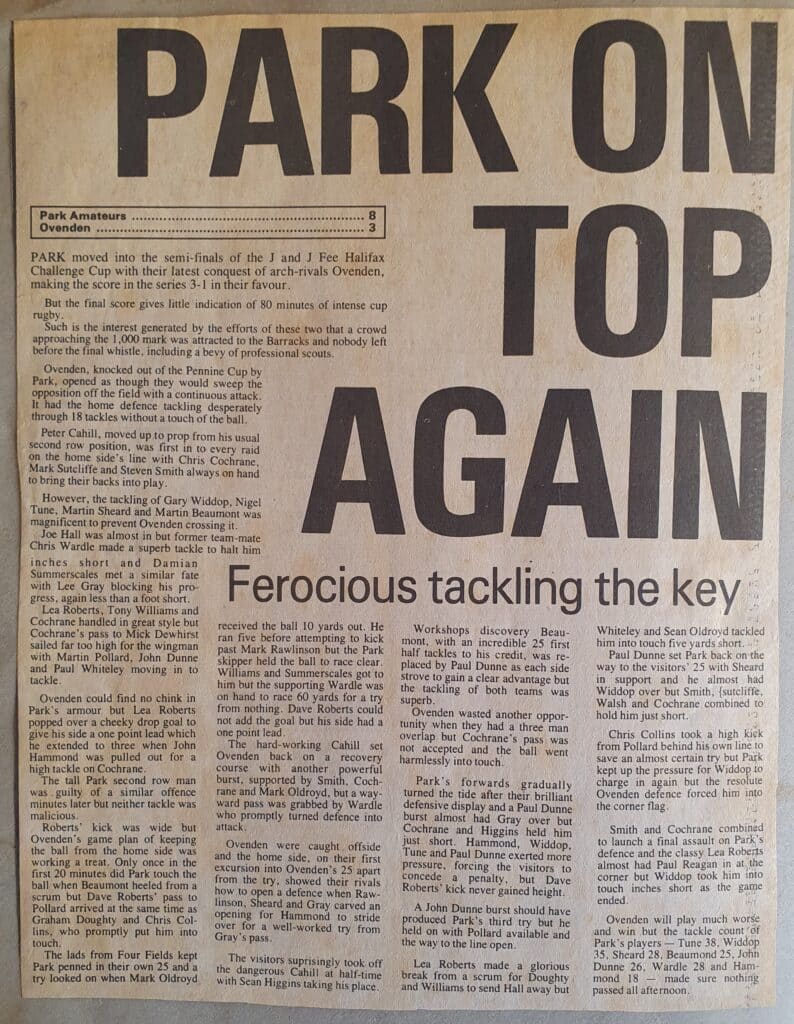 PARK ON
TOP
AGAIN
Park Amateurs ........................................................ 8
Ovenden ................................................................ 3
PARK moved into the semi-finals of the J and J Fee Halifax
Challenge Cup with their latest conquest of arch-rivals Ovenden,
making the score in the series 3-1 in their favour.
But the final score gives little indication of 80 minutes of intense cup
rugby.
Such is the interest generated by the efforts of these two that a crowd
approaching the 1,000 mark was attracted to the Barracks and nobody left
before the final whistle, including a bevy of professional scouts.
Ovenden, knocked out of the Pennine Cup by
Park, opened as though they would sweep the
opposition off the field with a continuous attack.
It had the home defence tackling desperately
through 18 tackles without a touch of the ball.
Peter Cahill, moved up to prop from his usual
second row position, was first in to every raid
on the home side's line with Chris Cochrane,
Mark Sutcliffe and Steven Smith always on hand
to bring their backs into play.
However, the tackling of Gary Widdop, Nigel
Tune, Martin Sheard and Martin Beaumont was
magnificent to prevent Ovenden crossing it.
Joe Hall was almost in but former team-mate
Chris Wardle made a superb tackle to halt him
inches short and Damian
Summerscales met a similar fate
with Lee Gray blocking his pro-
gress, again less than a foot short.
Lea Roberts, Tony Williams and
Cochrane handled in great style but
Cochrane's pass to Mick Dewhirst
sailed far too high for the wingman
with Martin Pollard, John Dunne
and Paul Whiteley moving in to
tackle.
Ovenden could find no chink in
Park's armour but Lea Roberts
popped over a cheeky drop goal to
give his side a one point lead which
he extended to three when John
Hammond was pulled out for a
high tackle on Cochrane.
The tall Park second row man
was guilty of a similar offence
minutes later but neither tackle was
malicious.
Roberts' kick was wide but
Ovenden's game plan of keeping
the ball from the home side was
working a treat. Only once in the
first 20 minutes did Park touch the
ball when Beaumont heeled from a
scrum but Dave Roberts' pass to
Pollard arrived at the same time as
Graham Doughty and Chris Col-
lins, who promptly put him into
touch.
The lads from Four Fields kept
Park penned in their own 25 and a
try looked on when Mark Oldroyd
Ferocious tackling the key
received the ball 10 yards out. He
ran five before attempting to kick
past Mark Rawlinson but the Park
skipper held the ball to race clear.
Williams and Summerscales got to
him but the supporting Wardle was
on hand to race 60 yards for a try
from nothing. Dave Roberts could
not add the goal but his side had a
one point lead.
The hard-working Cahill set
Ovenden back on a recovery
course with another powerful
burst, supported by Smith, Coch-
rane and Mark Oldroyd, but a way-
ward pass was grabbed by Wardle
who promptly turned defence into
attack.
Ovenden were caught offside
and the home side, on their first
excursion into Ovenden's 25 apart
from the try, showed their rivals
how to open a defence when Raw-
linson, Sheard and Gray carved an
opening for Hammond to stride
over for a well-worked try from
Gray's pass.
The visitors suprisingly took off
the dangerous Cahill at half-time
with Sean Higgins taking his place.
Workshops discovery Beau-
mont, with an incredible 25 first
half tackles to his credit, was re-
placed by Paul Dunne as each side
strove to gain a clear advantage but
the tackling of both teams was
superb.
Ovenden wasted another oppor-
tunity when they had a three man
overlap but Cochrane's pass was
not accepted and the ball went
harmlessly into touch.
Park's forwards gradually
turned the tide after their brilliant
defensive display and a Paul Dunne
burst almost had Gray over but
Cochrane and Higgins held him
just short. Hammond, Widdop,
Tune and Paul Dunne exerted more
pressure, forcing the visitors to
concede a penalty, but Dave
Roberts' kick never gained height.
A John Dunne burst should have
produced Park's third try but he
held on with Pollard available and
the way to the line open.
Lea Roberts made a glorious
break from a scrum for Doughty
and Williams to send Hall away but
Whiteley and Sean Oldroyd tackled
him into touch five yards short.
Paul Dunne set Park back on the
way to the visitors' 25 with Sheard
in support and he almost had
Widdop over but Smith, {sutcliffe,
Walsh and Cochrane combined to
hold him just short.
Chris Collins took a high kick
from Pollard behind his own line to
save an almost certain try but Park
kept up the pressure for Widdop to
charge in again but the resolute
Ovenden defence forced him into
the corner flag.
Smith and Cochrane combined
to launch a final assault on Park's
defence and the classy Lea Roberts
almost had Paul Reagan in at the
corner but Widdop took him into
touch inches short as the game
ended.
Ovenden will play much worse
and win but the tackle count of
Park's players — Tune 38, Widdop
35, Sheard 28, Beaumont 25, John
Dunne 26, Wardle 28 and Ham-
mond 18 — made sure nothing
passed all afternoon.